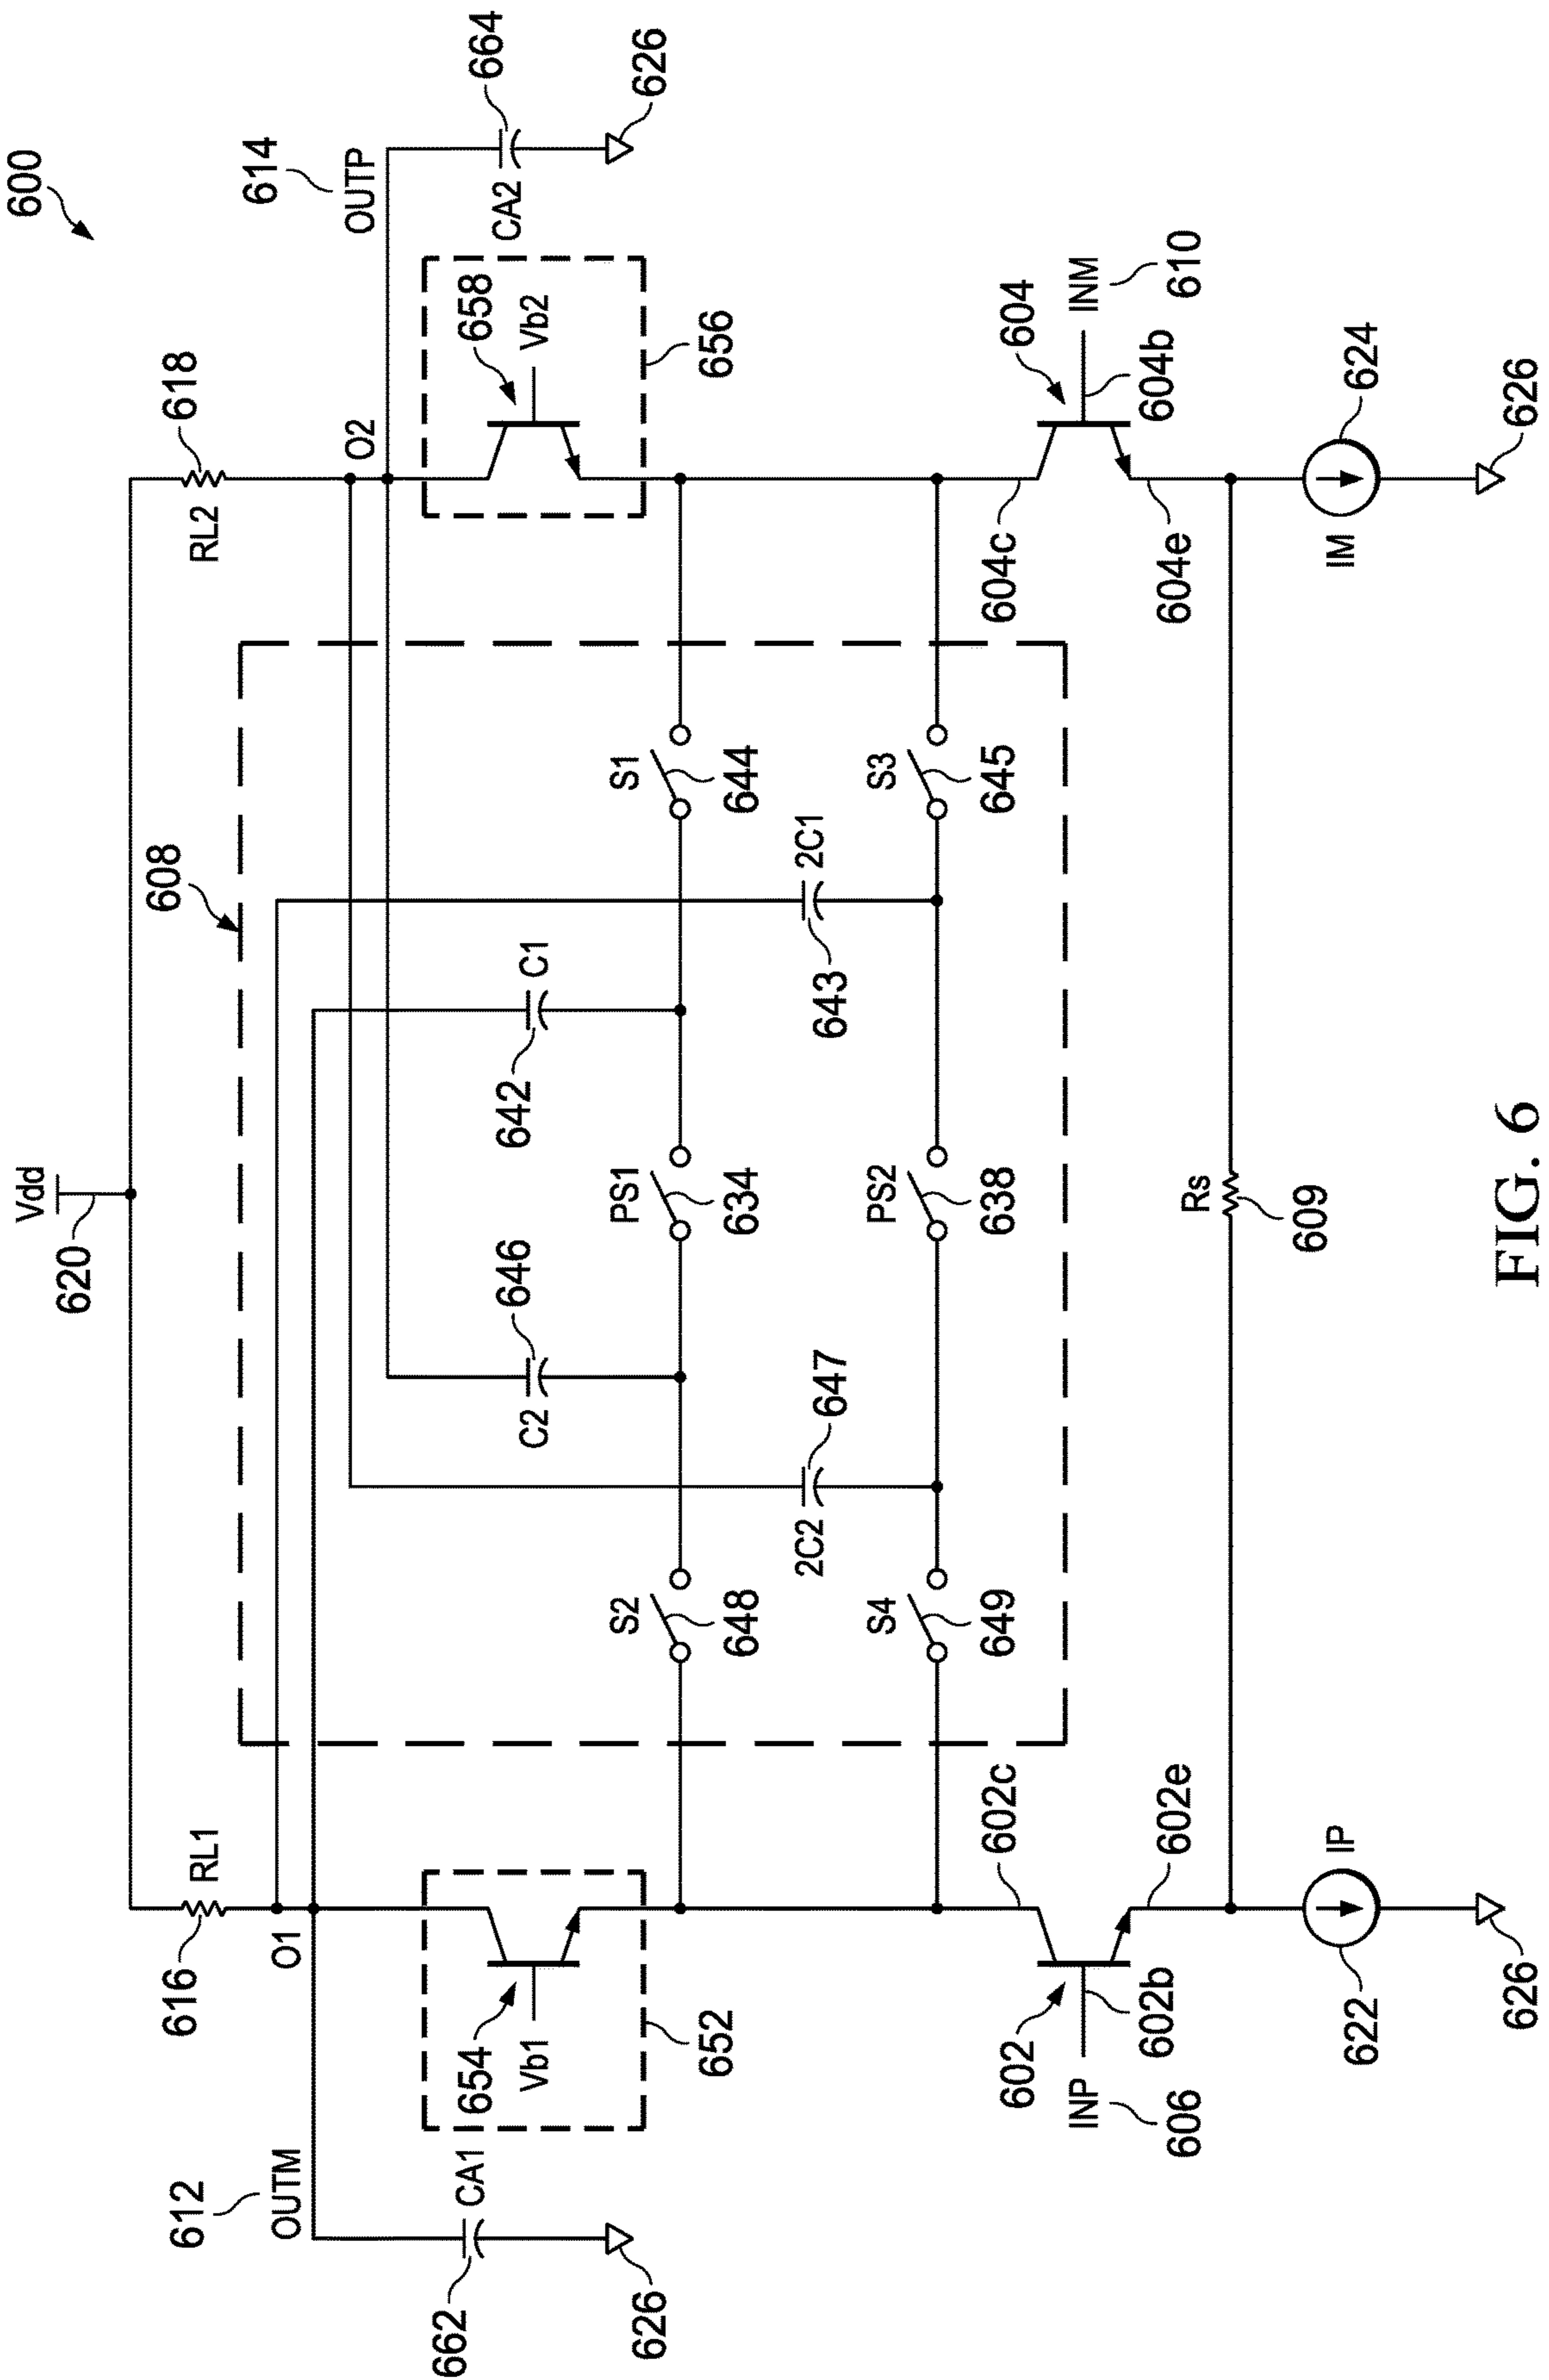 600
Vdd
620
616
RL1
RL2
618
O1
O2
612
OUTM
614
OUTP
608
CA1
662
626
CA2
664
626
654
Vb1
652
658
Vb2
656
C2
646
C1
642
S2
648
PS1
634
S1
644
2C2
647
2C1
643
S4
649
PS2
638
S3
645
602c
604c
602
INP
606
602b
604
INM
610
604b
602e
604e
Rs
609
IP
622
IM
624
626
626
FIG. 6